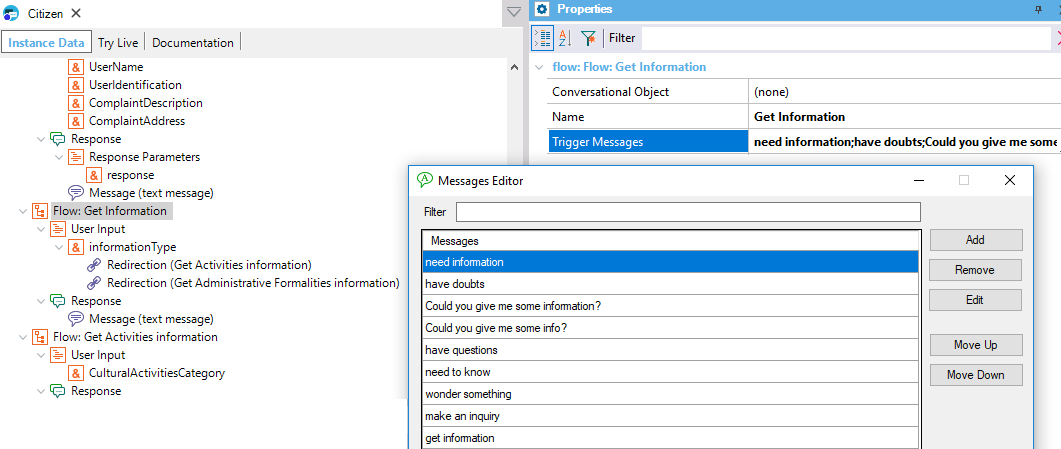 Citizen
Instance Data Try Live Documentation
UserName
UserIdentification
ComplaintDescription
ComplaintAddress
Response
Response Parameters
response
Message (text message)
Flow: Get Information
User Input
informationType
Redirection (Get Activities information)
Redirection (Get Administrative Formalities information)
Response
Message (text message)
Flow: Get Activities information
User Input
CulturalActivitiesCategory
Response
Properties
Filter
flow: Flow: Get Information
Conversational Object (none)
Name Get Information
Trigger Messages need information;have doubts;Could you give me some
Messages Editor
Filter
Messages
need information
have doubts
Could you give me some information?
Could you give me some info?
have questions
need to know
wonder something
make an inquiry
get information
Add
Remove
Edit
Move Up
Move Down